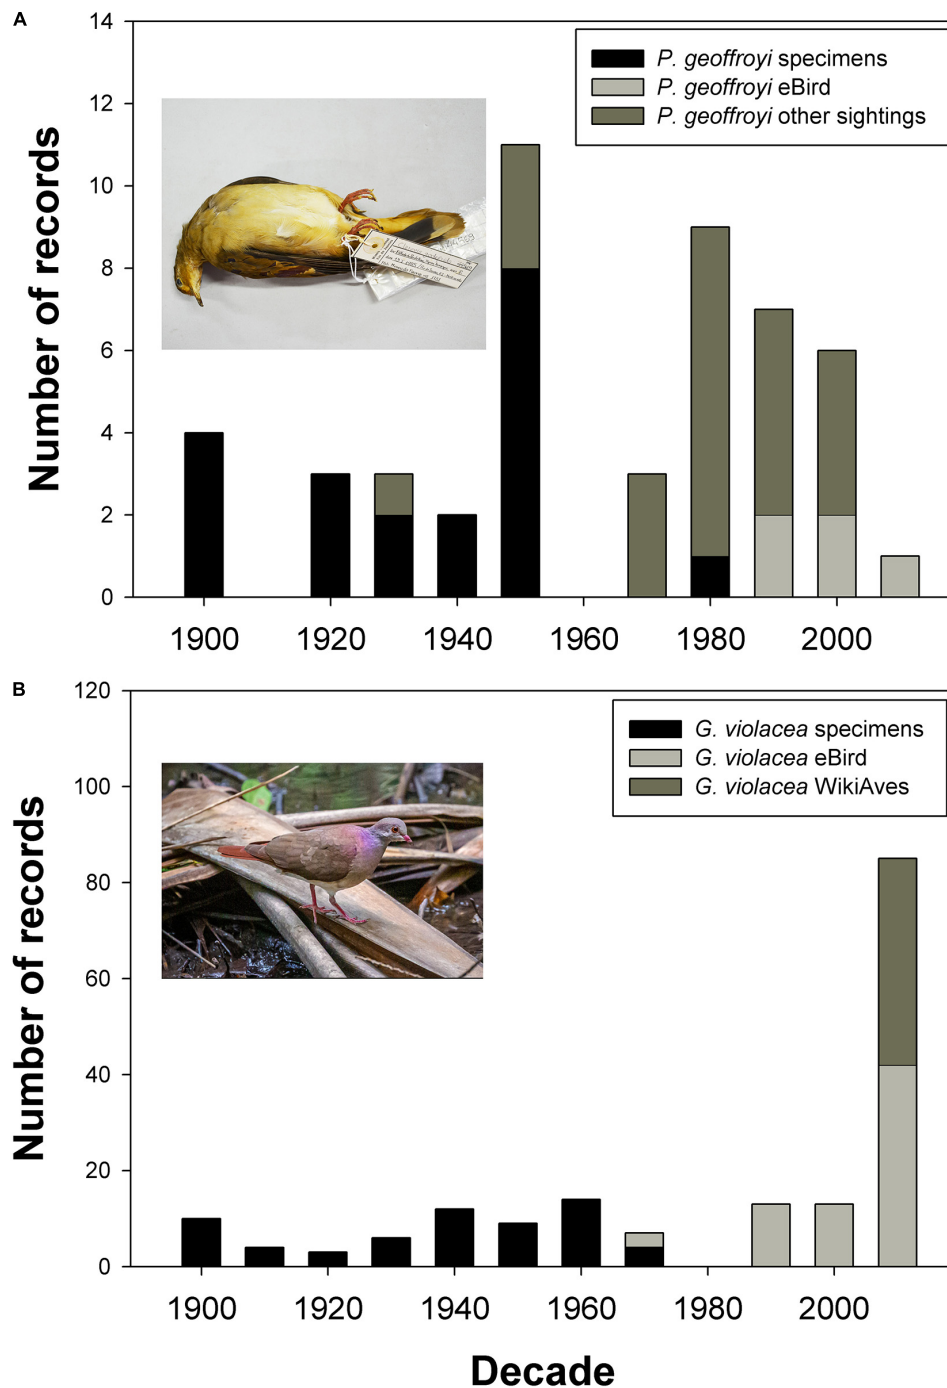 A
14
12
10
8
6
4
2
0
Number of records
P. geoffroyi specimens
P. geoffroyi eBird
P. geoffroyi other sightings
1900 1920 1940 1960 1980 2000
B
120
100
80
60
40
20
0
Number of records
G. violacea specimens
G. violacea eBird
G. violacea WikiAves
1900 1920 1940 1960 1980 2000
Decade